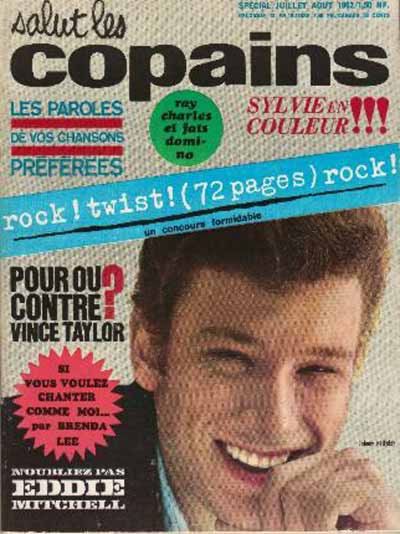 SPÉCIAL JUILLET AOUT 1962/1,50 NF.
salut les
copains
LES PAROLES
DE VOS CHANSONS
PRÉFÉRÉES
ray
charles
et fats
domi-
no
SYLVIE EN
COULEUR!!!
rock! twist! (72 pages) rock!
un concours formidable
POUR OU
CONTRE?
VINCE TAYLOR
SI
VOUS VOULEZ
CHANTER
COMME MOI...
par BRENDA
LEE
N'OUBLIEZ PAS
EDDIE
MITCHELL